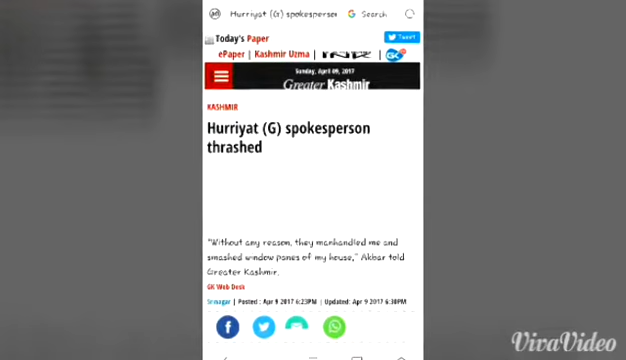 Hurriyat (G) spokesperson
Search
Today's Paper
Tweet
ePaper | Kashmir Uzma |
GK
Sunday, April 09, 2017
Greater Kashmir
KASHMIR
Hurriyat (G) spokesperson
thrashed
"Without any reason, they manhandled me and
smashed window panes of my house," Akbar told
Greater Kashmir.
GK Web Desk
Srinagar | Posted : Apr 9 2017 6:23PM | Updated: Apr 9 2017 6:30PM
VivaVideo